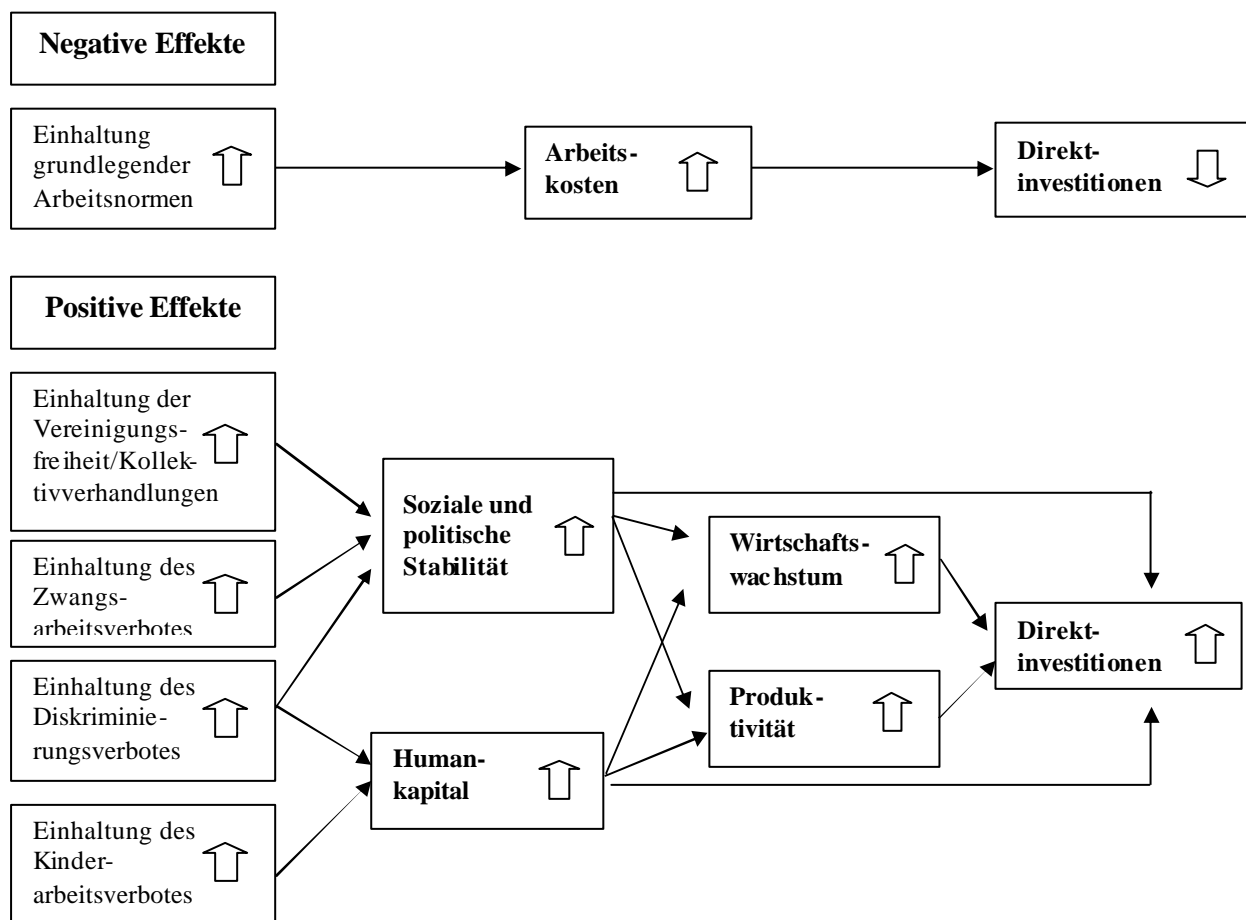 Negative Effekte
Einhaltung
grundlegender
Arbeitsnormen
Arbeits-
kosten
Direkt-
investitionen
Positive Effekte
Einhaltung der
Vereinigungs-
freiheit/Kollek-
tivverhandlungen
Einhaltung des
Zwangs-
arbeitsverbotes
Einhaltung des
Diskriminie-
rungsverbotes
Einhaltung des
Kinder-
arbeitsverbotes
Soziale und
politische
Stabilität
Human-
kapital
Wirtschafts-
wachstum
Produk-
tivität
Direkt-
investitionen